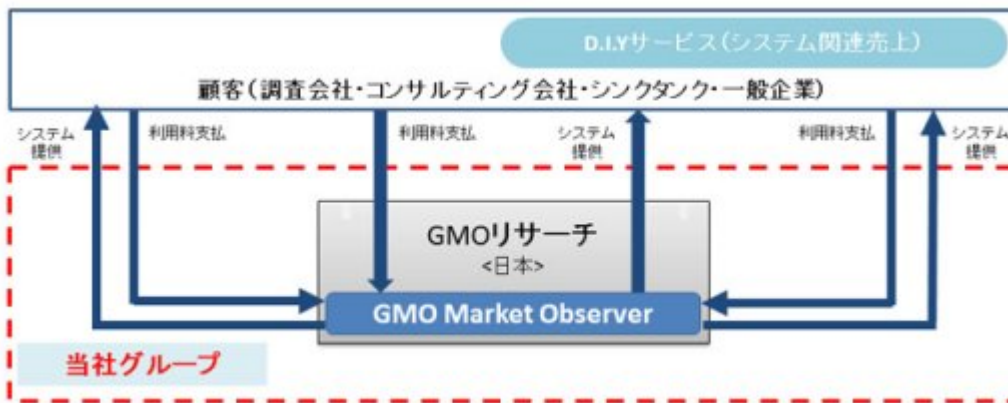 D.I.Yサービス(システム関連売上)
顧客(調査会社・コンサルティング会社・シンクタンク・一般企業)
システム
提供
利用料支払
利用料支払
システム
提供
利用料支払
システム
提供
GMOリサーチ
<日本>
GMO Market Observer
当社グループ